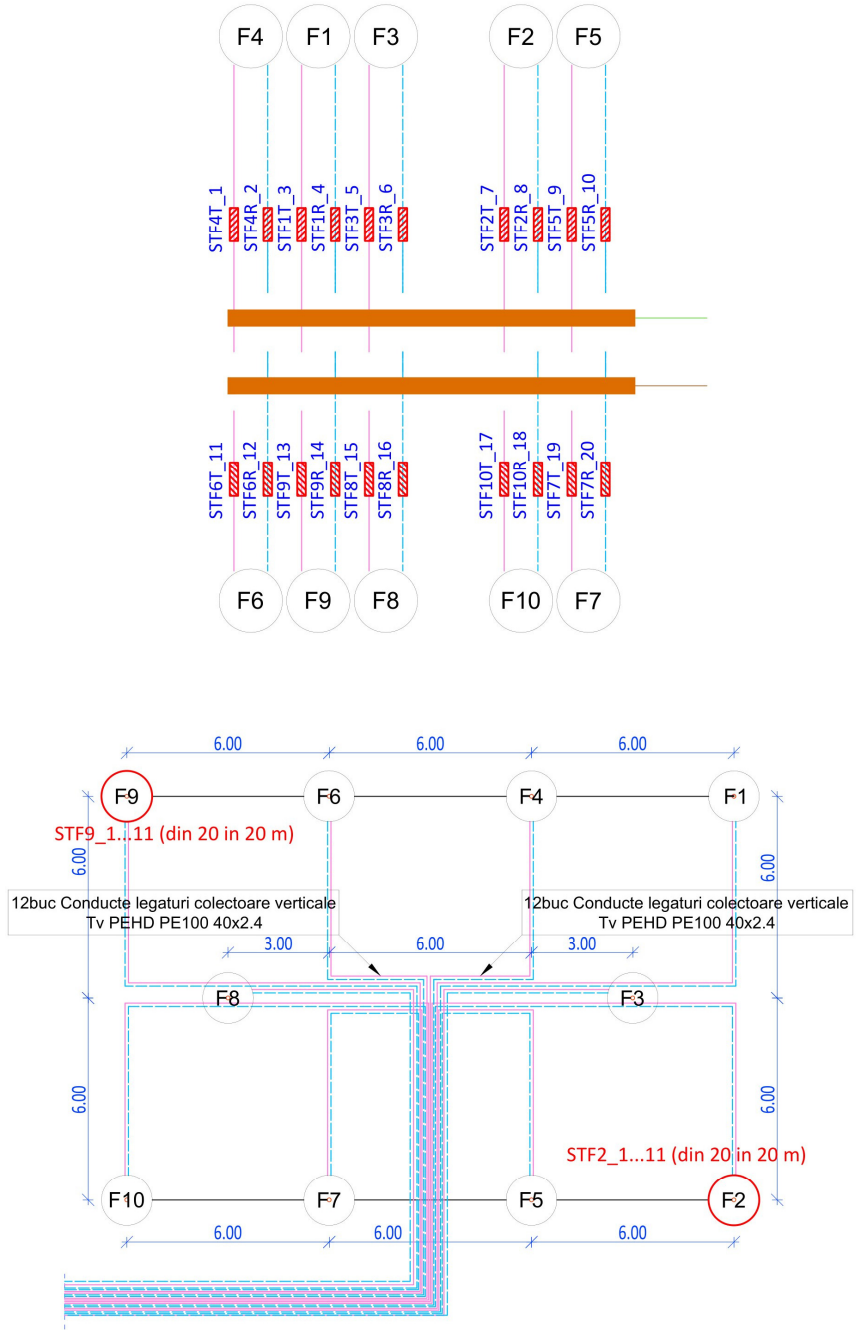 F4 F1 F3 F2 F5
STF4T_1
STF4R_2
STF1T_3
STF1R_4
STF3T_5
STF3R_6
STF2T_7
STF2R_8
STF5T_9
STF5R_10
STF6T_11
STF6R_12
STF9T_13
STF9R_14
STF8T_15
STF8R_16
STF10T_17
STF10R_18
STF7T_19
STF7R_20
F6 F9 F8 F10 F7
6.00 6.00 6.00
F9 F6 F4 F1
STF9_1...11 (din 20 in 20 m)
6.00
6.00
12buc Conducte legaturi colectoare verticale
Tv PEHD PE100 40x2.4
12buc Conducte legaturi colectoare verticale
Tv PEHD PE100 40x2.4
3.00 6.00 3.00
F8 F3
6.00
6.00
STF2_1...11 (din 20 in 20 m)
F10 F7 F5 F2
6.00 6.00 6.00